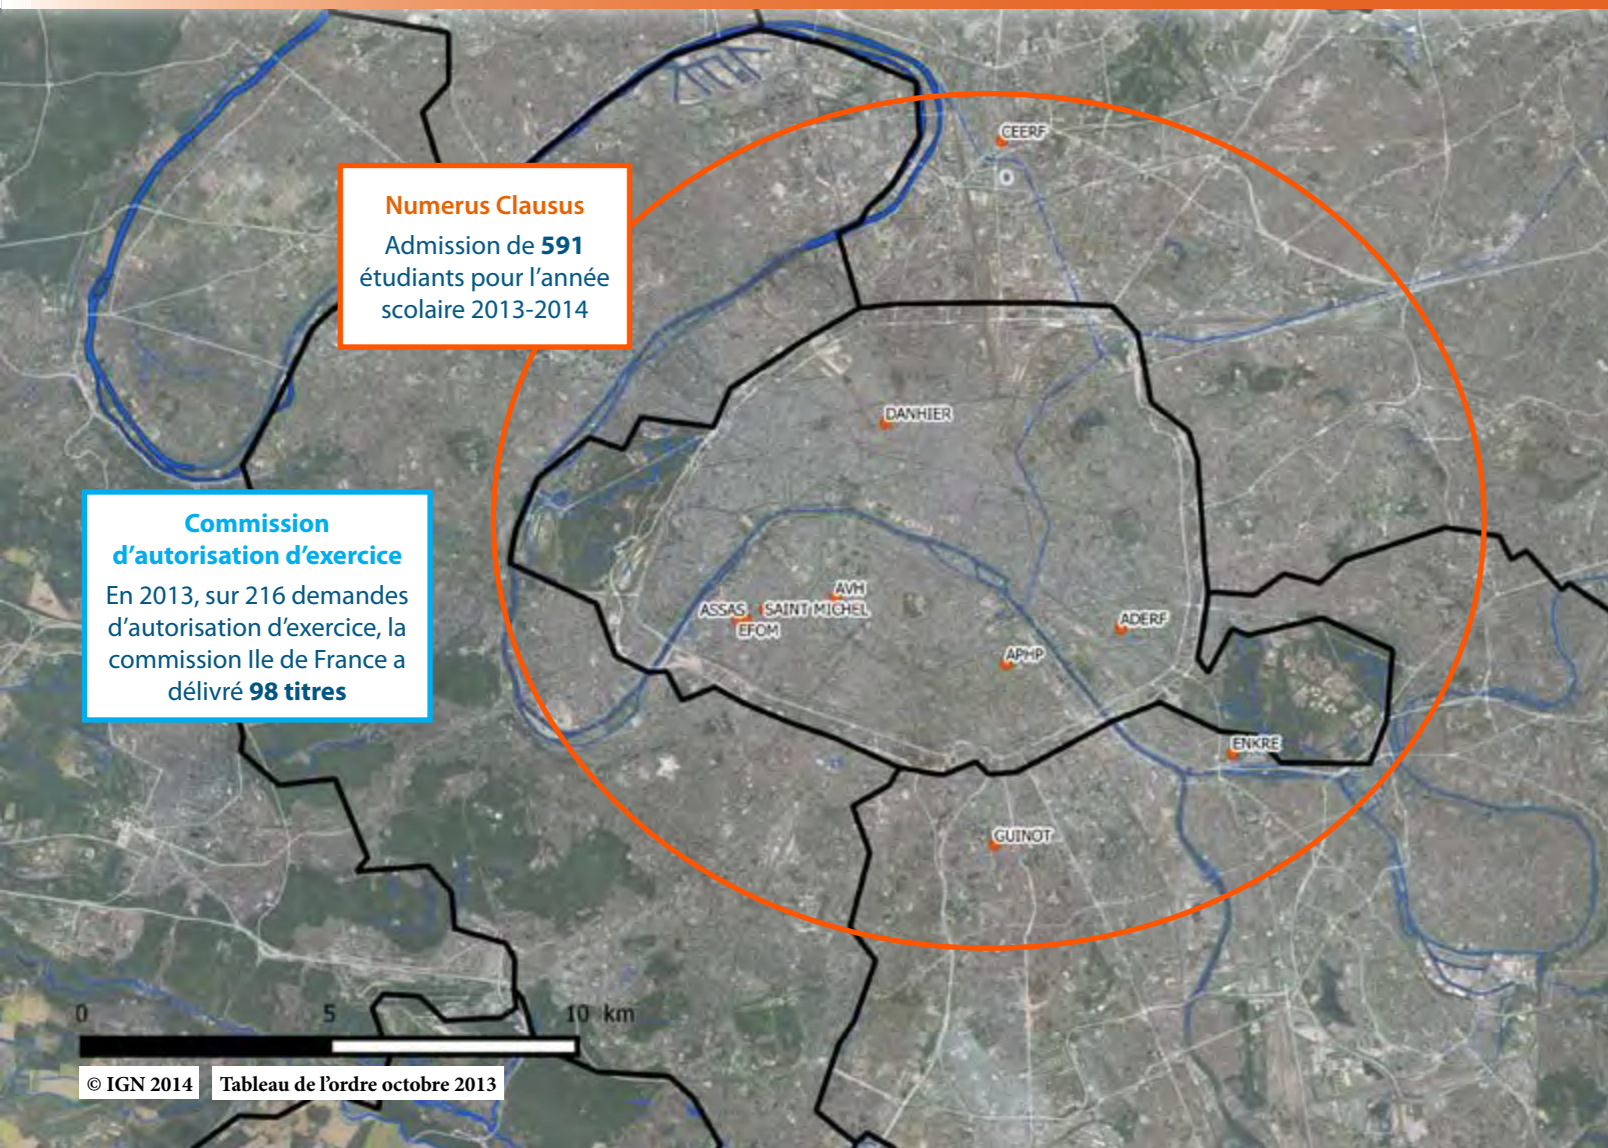 CEERF
Numerus Clausus
Admission de 591
étudiants pour l'année
scolaire 2013-2014
DANHIER
Commission
d'autorisation d'exercice
En 2013, sur 216 demandes
d'autorisation d'exercice, la
commission Ile de France a
délivré 98 titres
AVH
ASSAS
SAINT MICHEL
EFOM
ADERF
APHP
ENKRE
GUINOT
0 5 10 km
© IGN 2014
Tableau de l'ordre octobre 2013